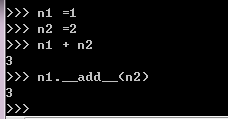 >>> n1 =1
>>> n2 =2
>>> n1 + n2
3
>>> n1.__add__(n2)
3
>>>